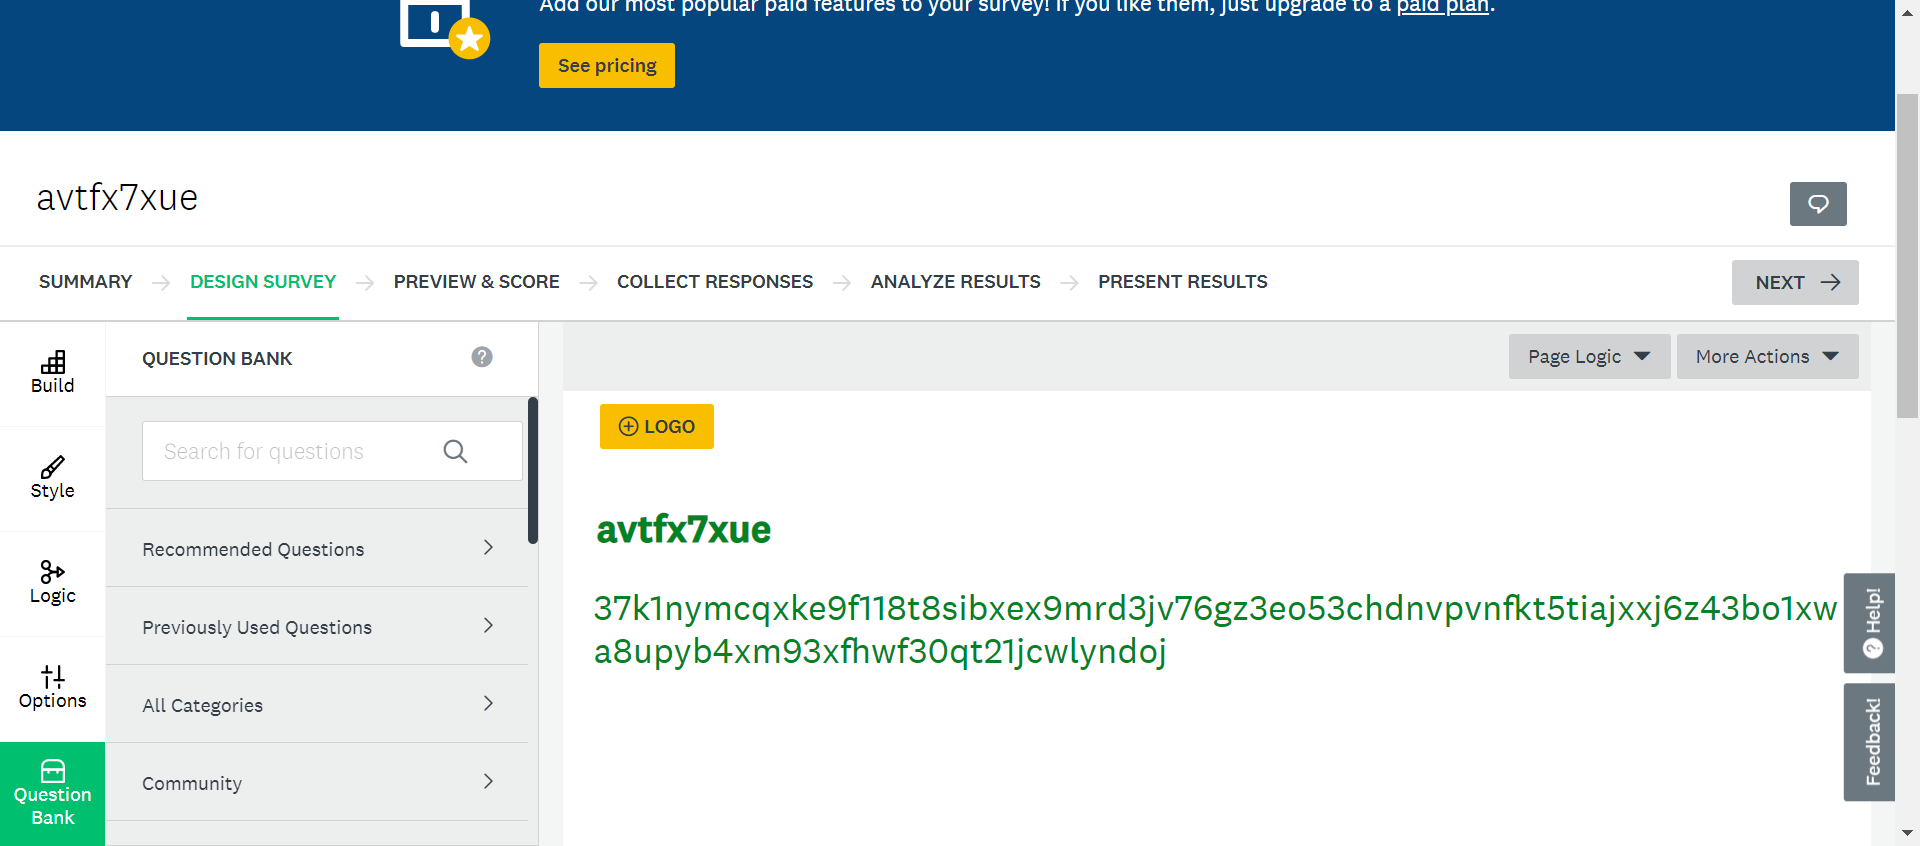 Add our most popular paid features to your survey! If you like them, just upgrade to a paid plan.
See pricing
avtfx7xue
SUMMARY
DESIGN SURVEY
PREVIEW & SCORE
COLLECT RESPONSES
ANALYZE RESULTS
PRESENT RESULTS
NEXT
Build
Style
Logic
Options
Question
Bank
QUESTION BANK
Search for questions
Recommended Questions
Previously Used Questions
All Categories
Community
Page Logic
More Actions
LOGO
avtfx7xue
37k1nymcqxke9f118t8sibxex9mrd3jv76gz3eo53chdnvpvnfkt5tiajxxj6z43bo1xw
a8upyb4xm93xfhwf30qt21jcwlyndoj
Help!
Feedback!